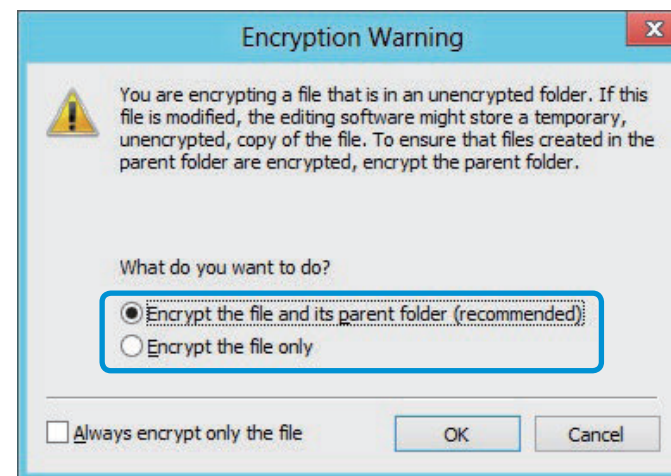 Encryption Warning
You are encrypting a file that is in an unencrypted folder. If this
file is modified, the editing software might store a temporary,
unencrypted, copy of the file. To ensure that files created in the
parent folder are encrypted, encrypt the parent folder.
What do you want to do?
Encrypt the file and its parent folder (recommended)
Encrypt the file only
Always encrypt only the file
OK
Cancel